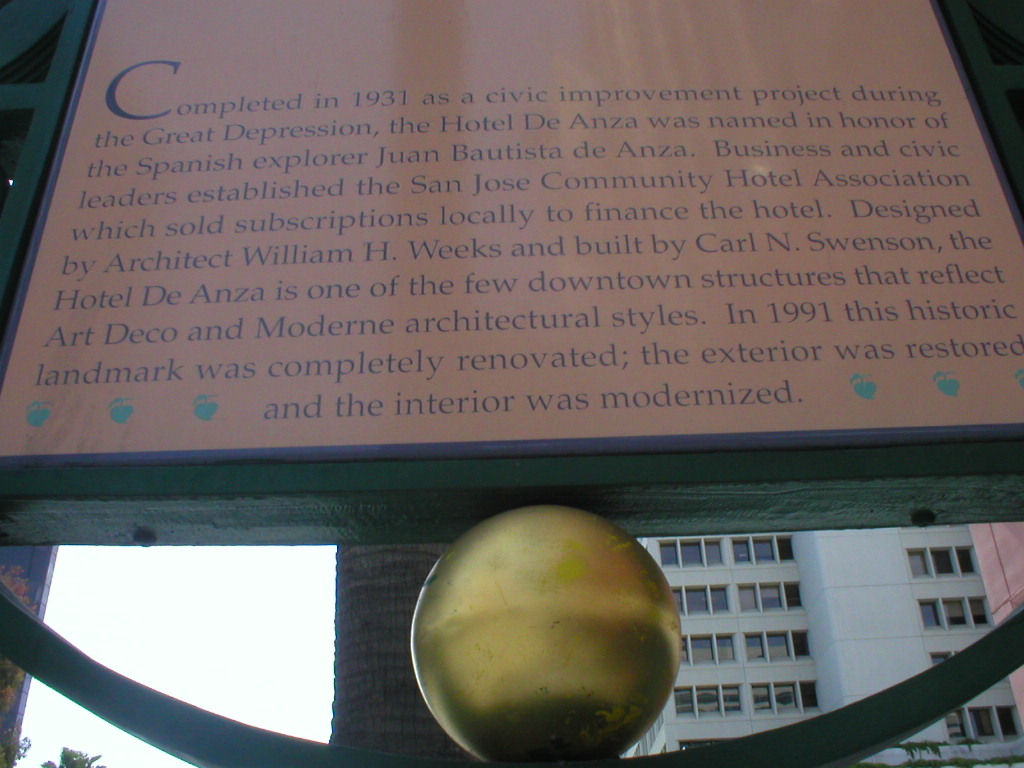 Completed in 1931 as a civic improvement project during
the Great Depression, the Hotel De Anza was named in honor of
the Spanish explorer Juan Bautista de Anza. Business and civic
leaders established the San Jose Community Hotel Association
which sold subscriptions locally to finance the hotel. Designed
by Architect William H. Weeks and built by Carl N. Swenson, the
Hotel De Anza is one of the few downtown structures that reflect
Art Deco and Moderne architectural styles. In 1991 this historic
landmark was completely renovated; the exterior was restored
and the interior was modernized.